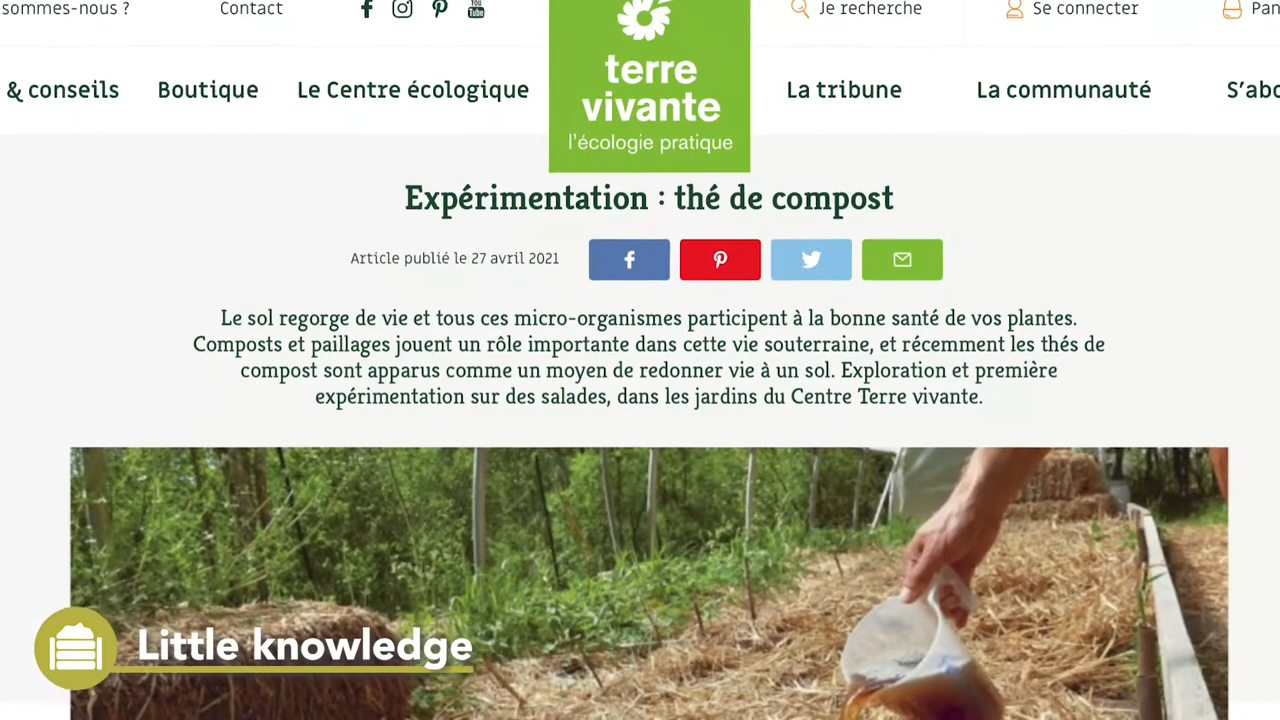 sommes-nous ?
Contact
You
Tube
Je recherche
Se connecter
Pan
& conseils
Boutique
Le Centre écologique
terre
vivante
l'écologie pratique
La tribune
La communauté
S'abo
Expérimentation : thé de compost
Article publié le 27 avril 2021
Le sol regorge de vie et tous ces micro-organismes participent à la bonne santé de vos plantes.
Composts et paillages jouent un rôle importante dans cette vie souterraine, et récemment les thés de
compost sont apparus comme un moyen de redonner vie à un sol. Exploration et première
expérimentation sur des salades, dans les jardins du Centre Terre vivante.
Little knowledge